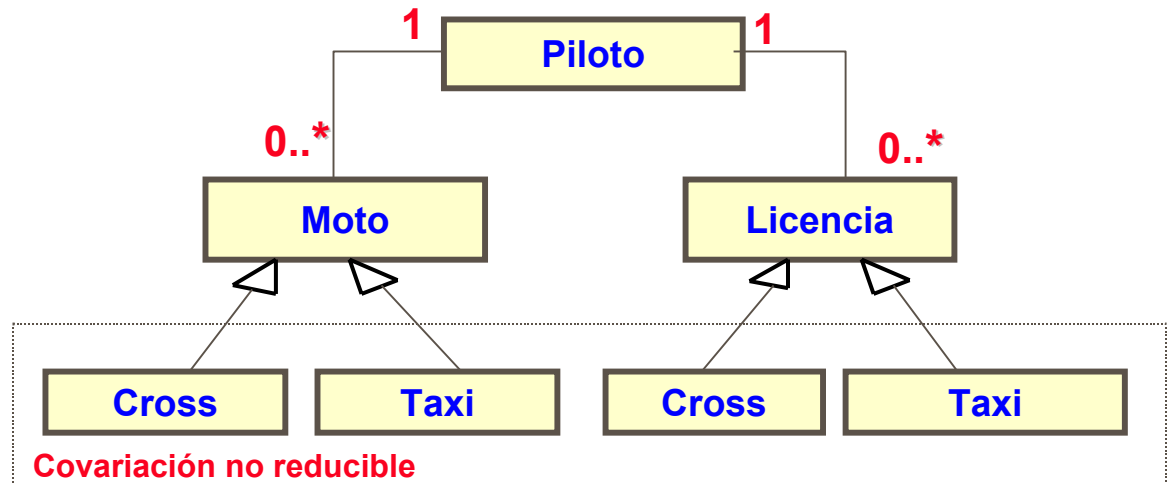 1
Piloto
1
0..*
0..*
Moto
Licencia
Cross
Taxi
Cross
Taxi
Covariación no reducible